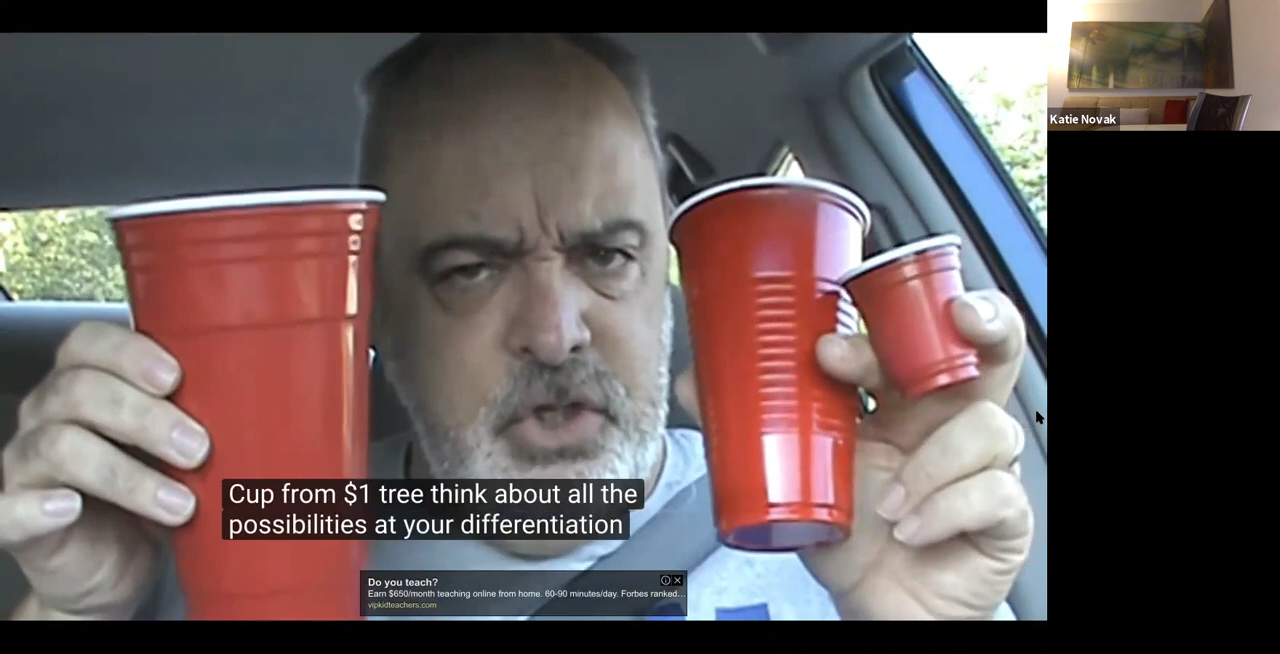 Katie Novak
Cup from $1 tree think about all the
possibilities at your differentiation
Do you teach?
Earn $650/month teaching online from home. 60-90 minutes/day. Forbes ranked...
vipkidteachers.com